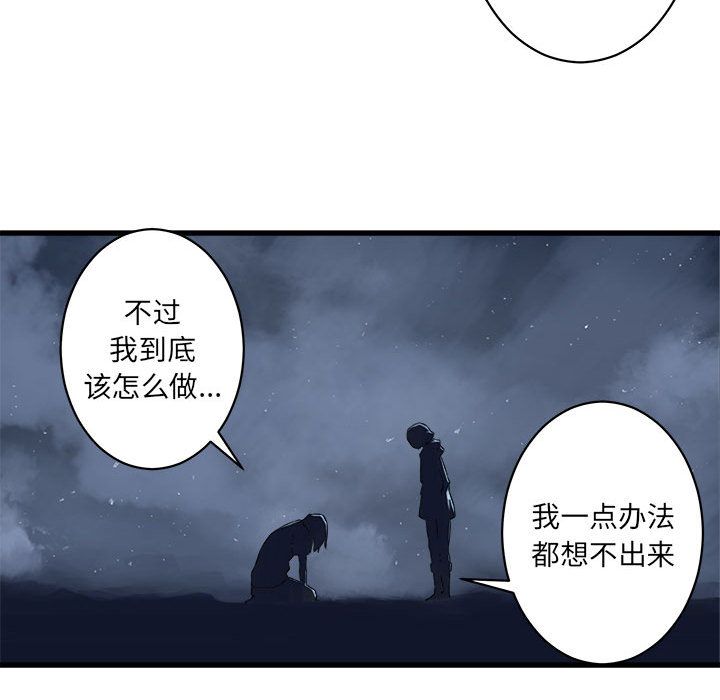 不过
我到底
该怎么做...
我一点办法
都想不出来